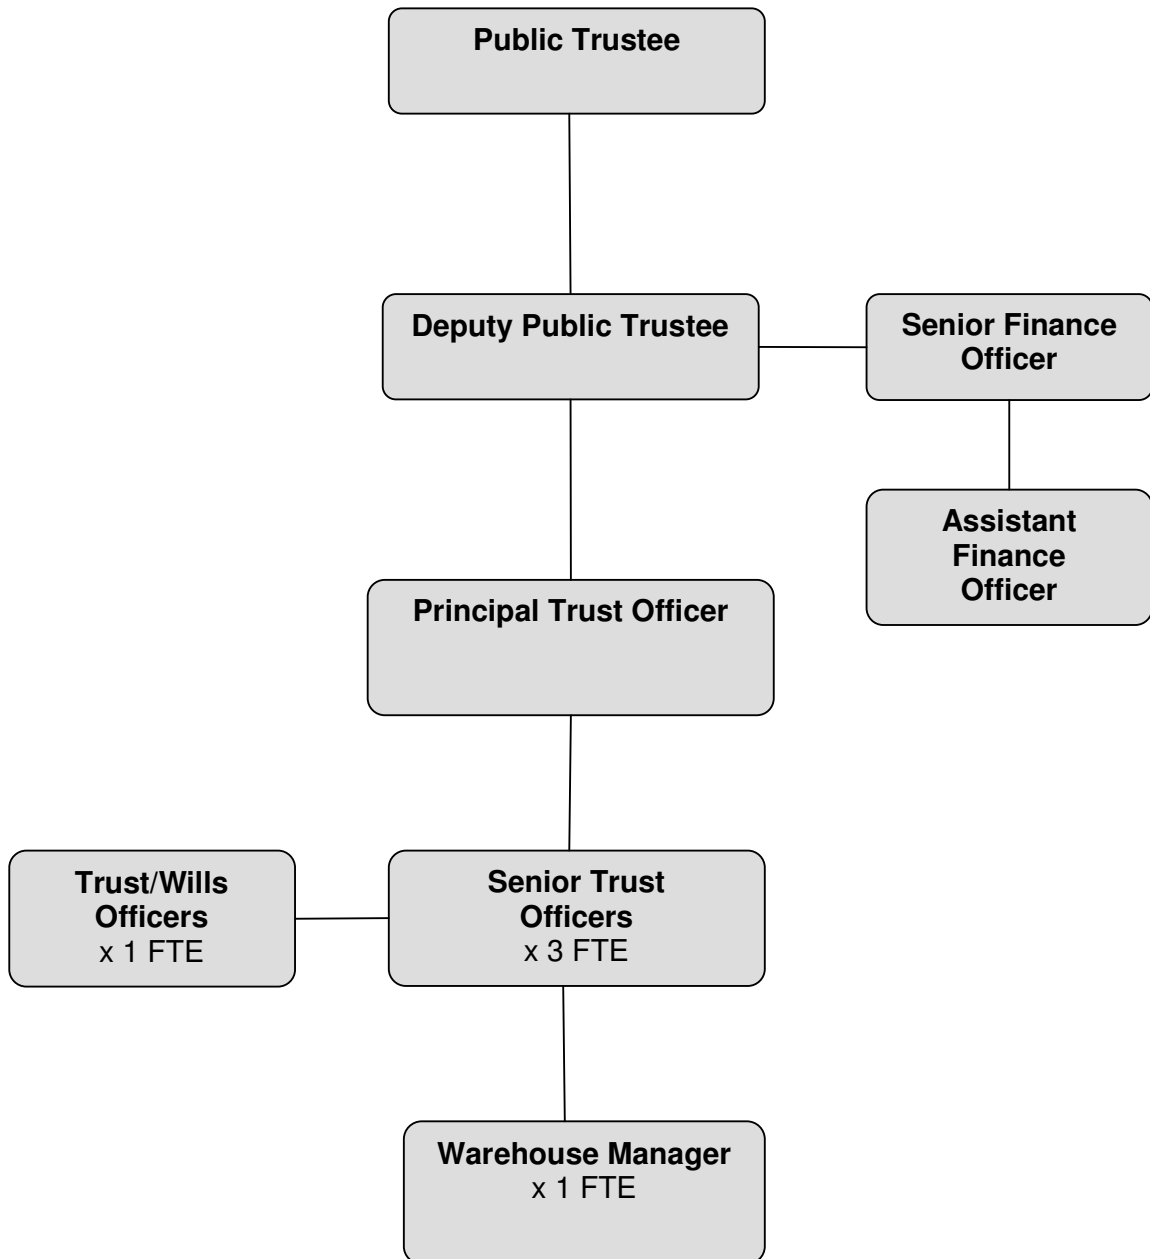 Public Trustee
Deputy Public Trustee
Senior Finance
Officer
Assistant
Finance
Officer
Principal Trust Officer
Trust/Wills
Officers
x 1 FTE
Senior Trust
Officers
x 3 FTE
Warehouse Manager
x 1 FTE